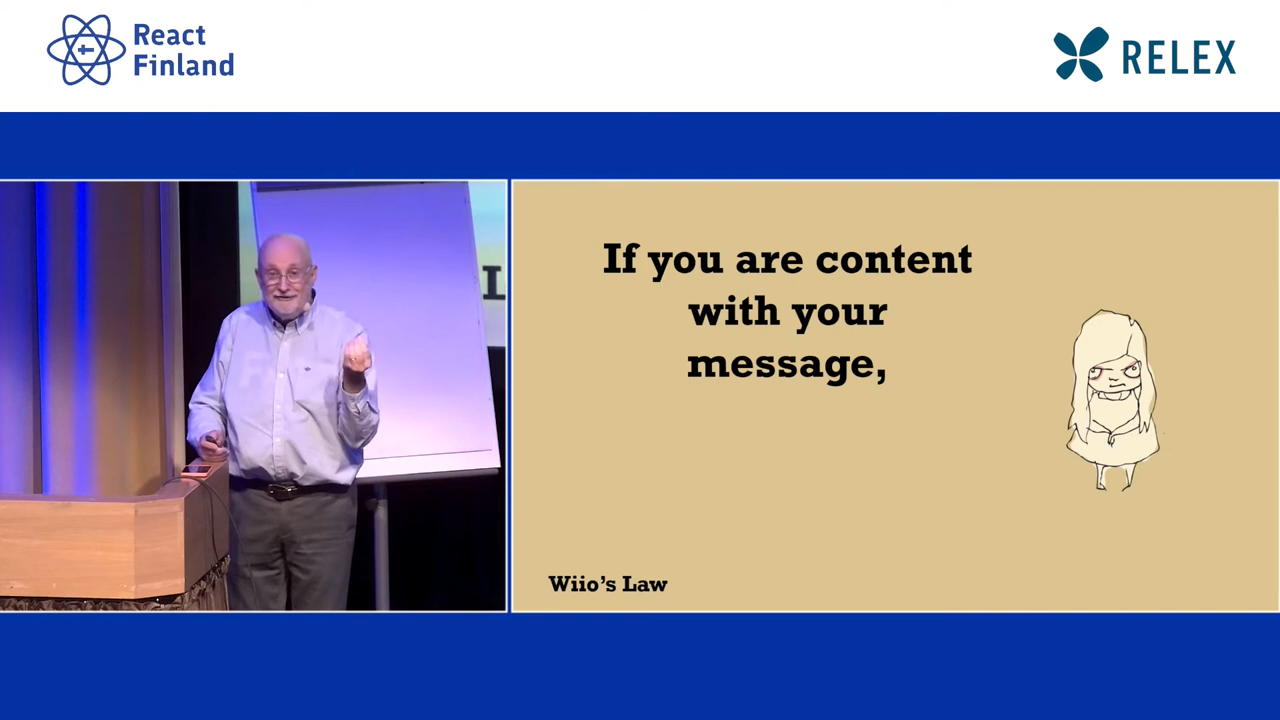 React
Finland
RELEX
If you are content
with your
message,
Wiio's Law